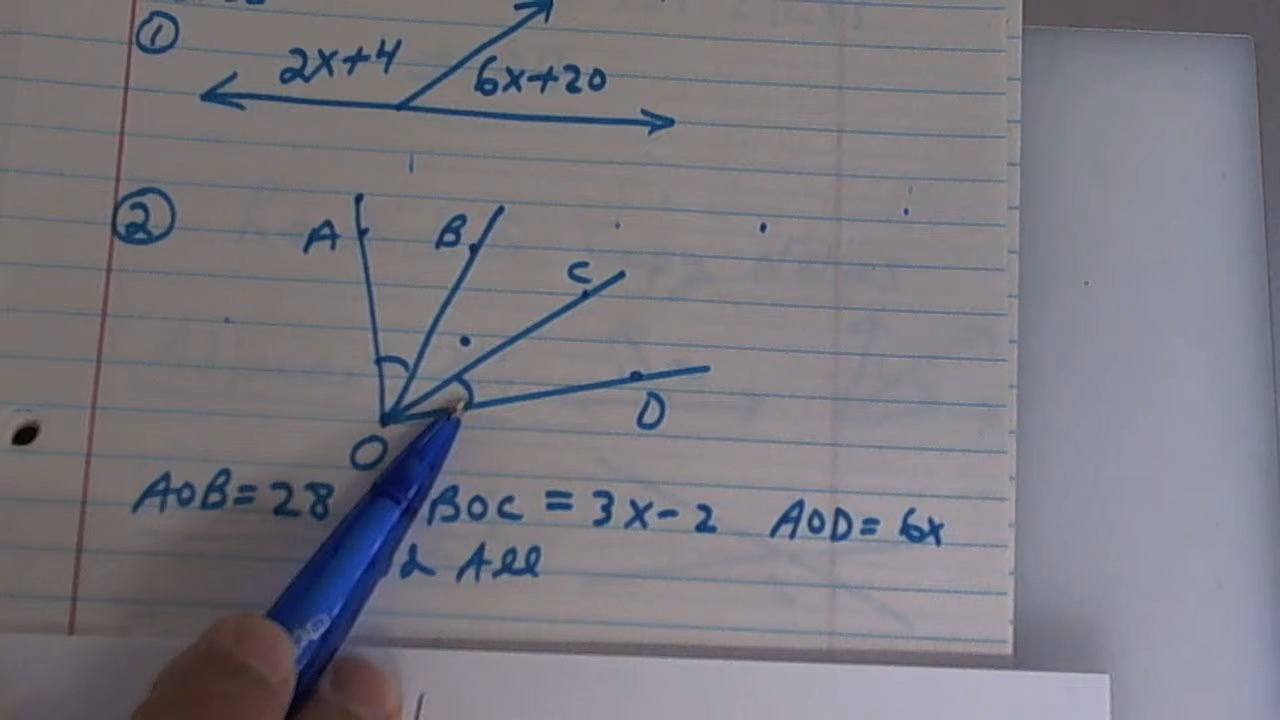 ①
2x+4 6x+20
②
A B C
D
O
AOB=28 BOC = 3x-2 AOD= 6x
All